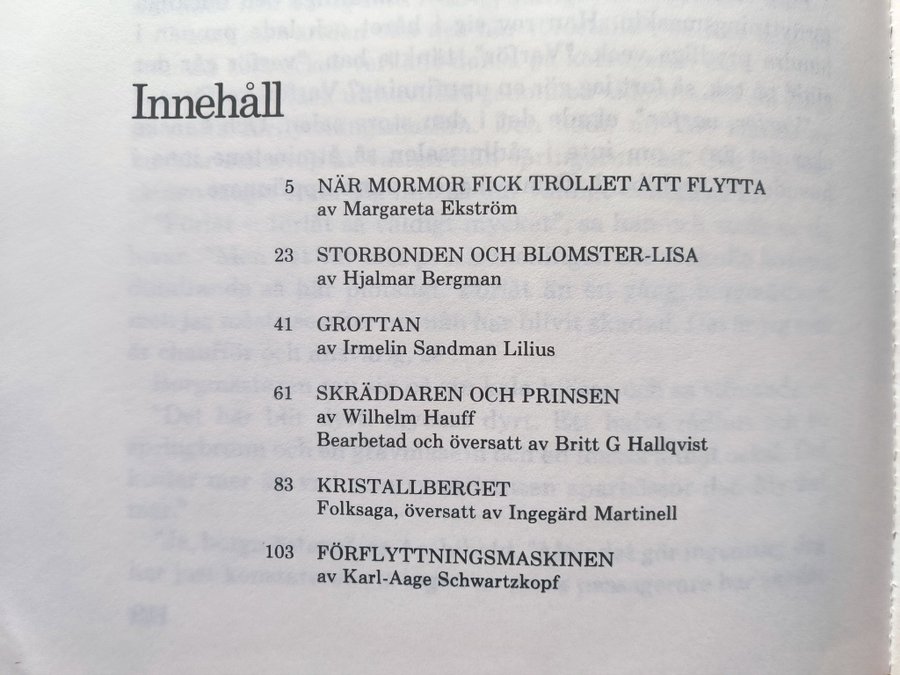 Innehåll
5 NÄR MORMOR FICK TROLLET ATT FLYTTA
av Margareta Ekström
23 STORBONDEN OCH BLOMSTER-LISA
av Hjalmar Bergman
41 GROTTAN
av Irmelin Sandman Lilius
61 SKRÄDDAREN OCH PRINSEN
av Wilhelm Hauff
Bearbetad och översatt av Britt G Hallqvist
83 KRISTALLBERGET
Folksaga, översatt av Ingegärd Martinell
103 FÖRFLYTTNINGSMASKINEN
av Karl-Aage Schwartzkopf